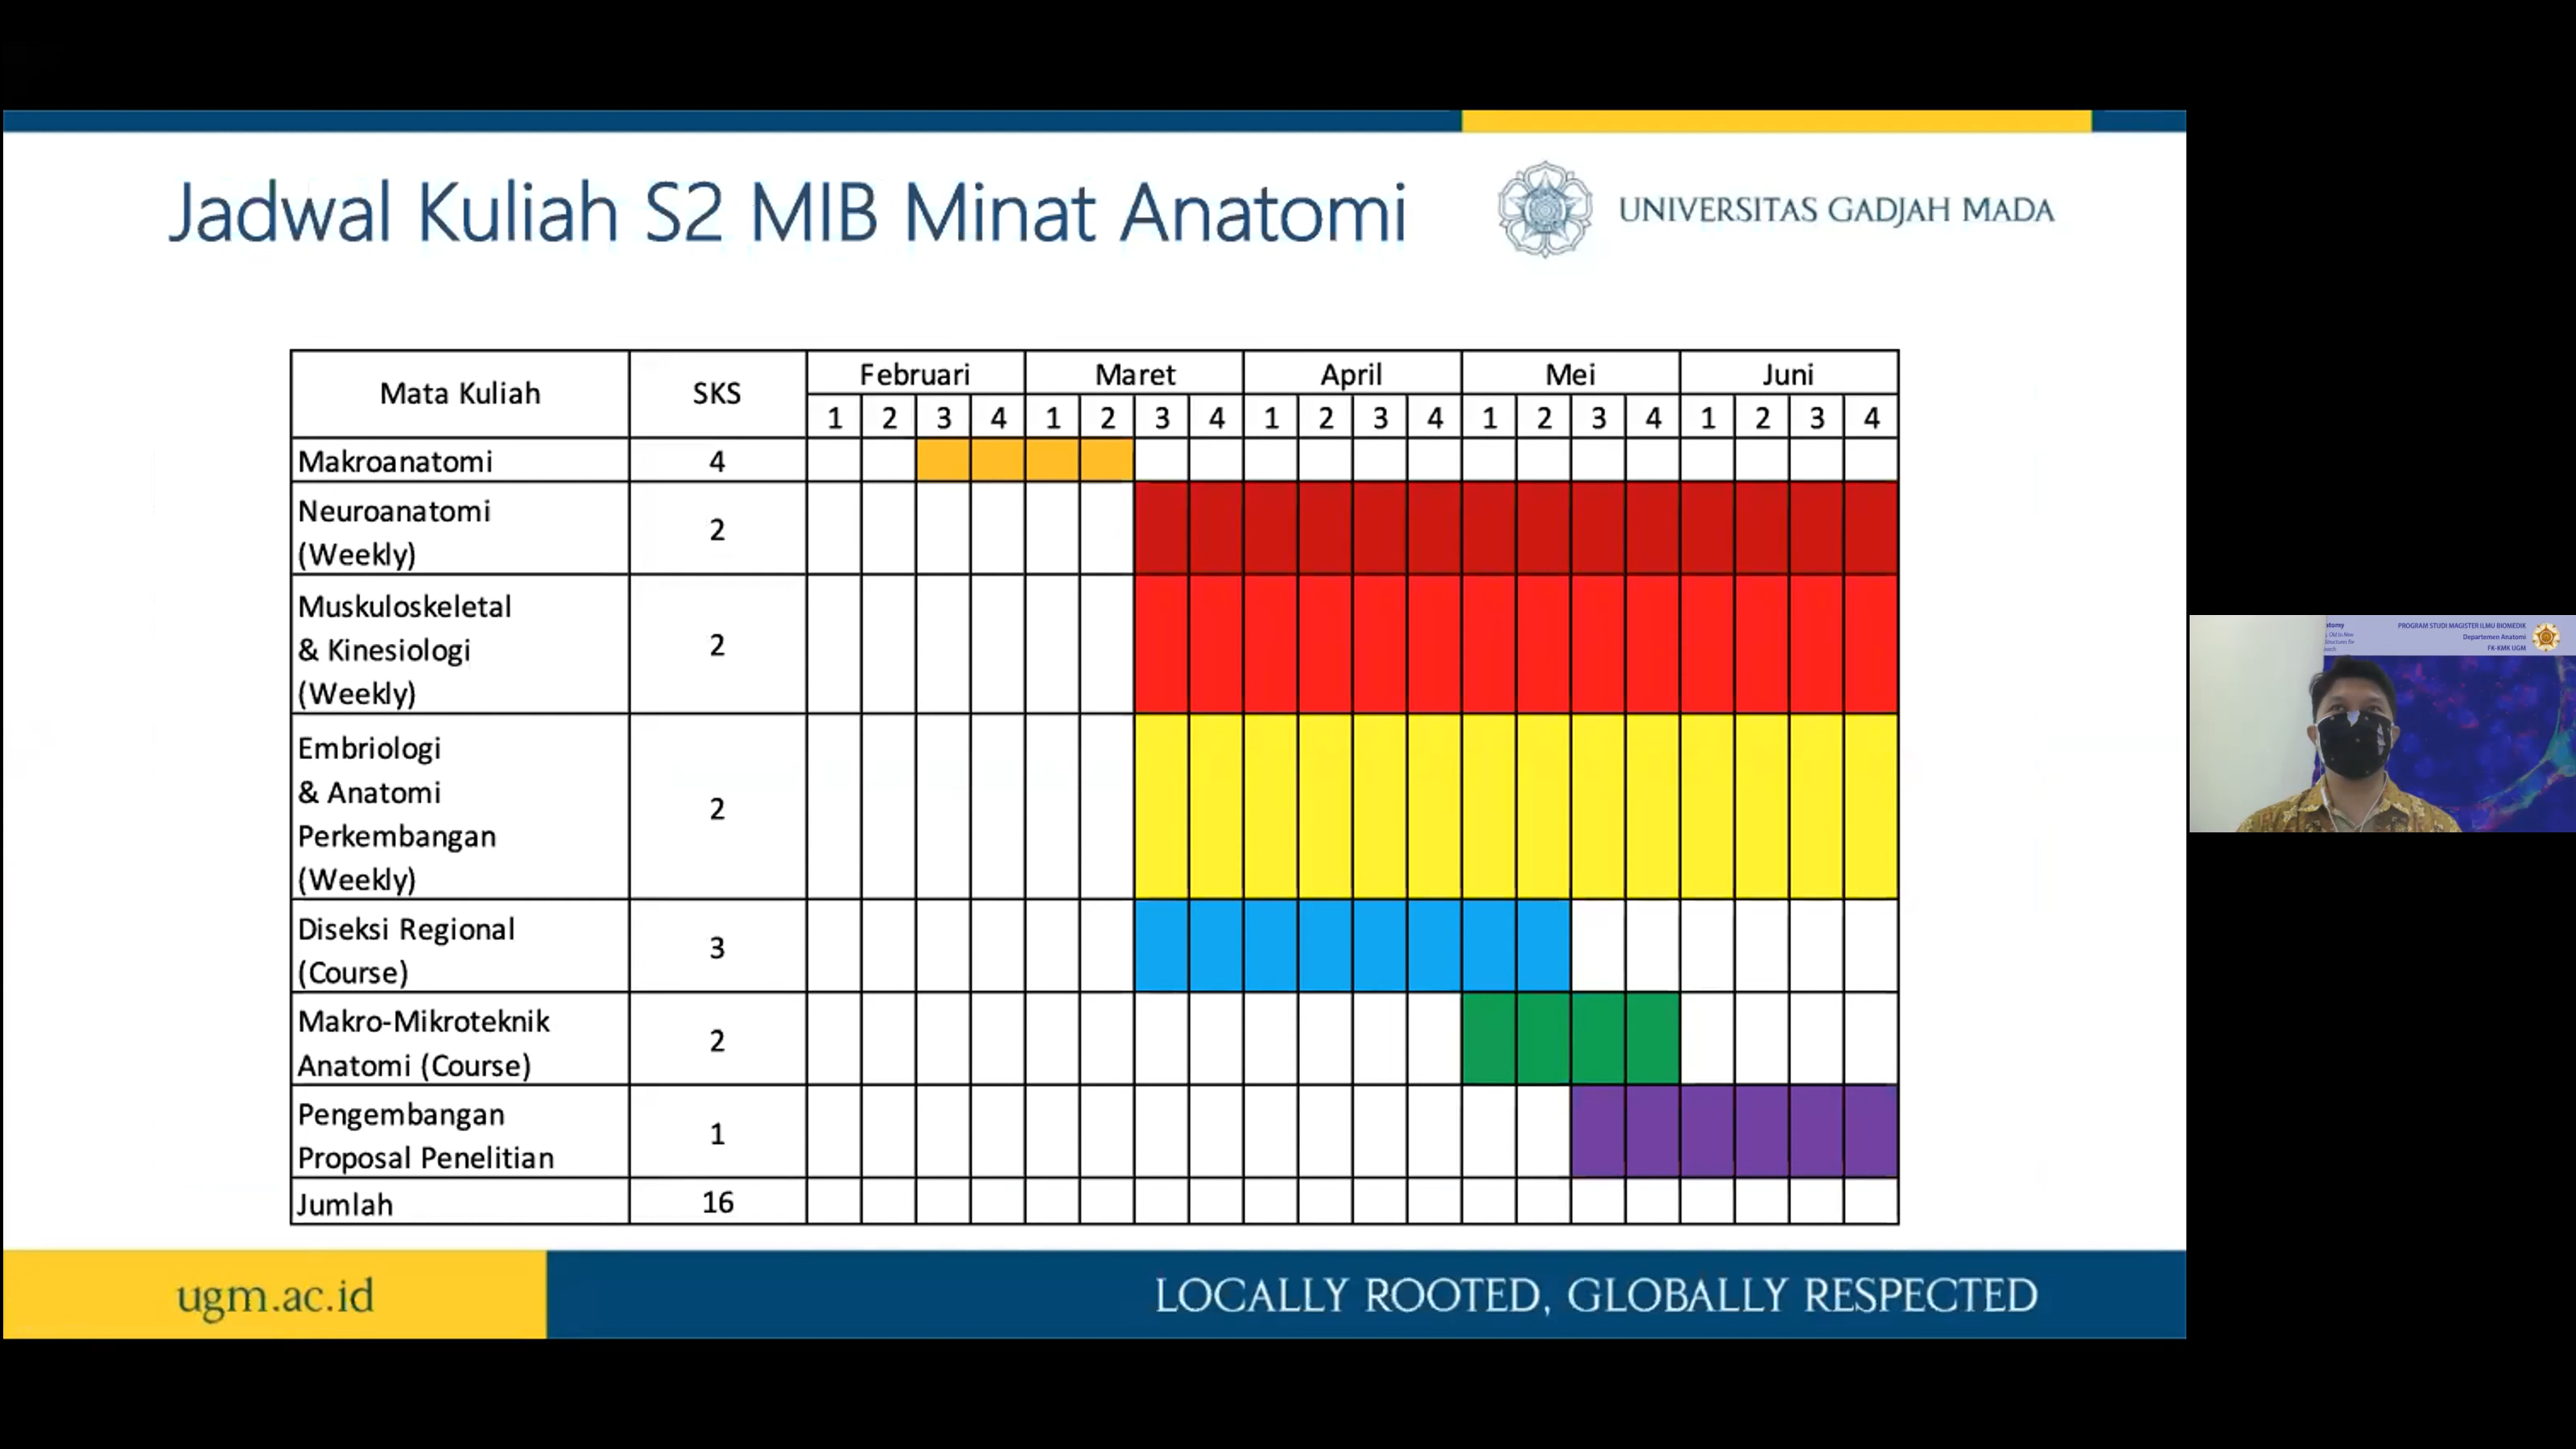 Jadwal Kuliah S2 MIB Minat Anatomi
UNIVERSITAS GADJAH MADA
Mata Kuliah SKS Februari Maret April Mei Juni
1 2 3 4 1 2 3 4 1 2 3 4 1 2 3 4 1 2 3 4
Makroanatomi 4
Neuroanatomi
(Weekly)
2
Muskuloskeletal
& Kinesiologi
(Weekly)
2
Embriologi
& Anatomi
Perkembangan
(Weekly)
2
Diseksi Regional
(Course)
3
Makro-Mikroteknik
Anatomi (Course)
2
Pengembangan
Proposal Penelitian
1
Jumlah 16
ugm.ac.id
LOCALLY ROOTED, GLOBALLY RESPECTED
PROGRAM STUDI MAGISTER ILMU BIOMEDIK
Departemen Anatomi
FK-KMK UGM